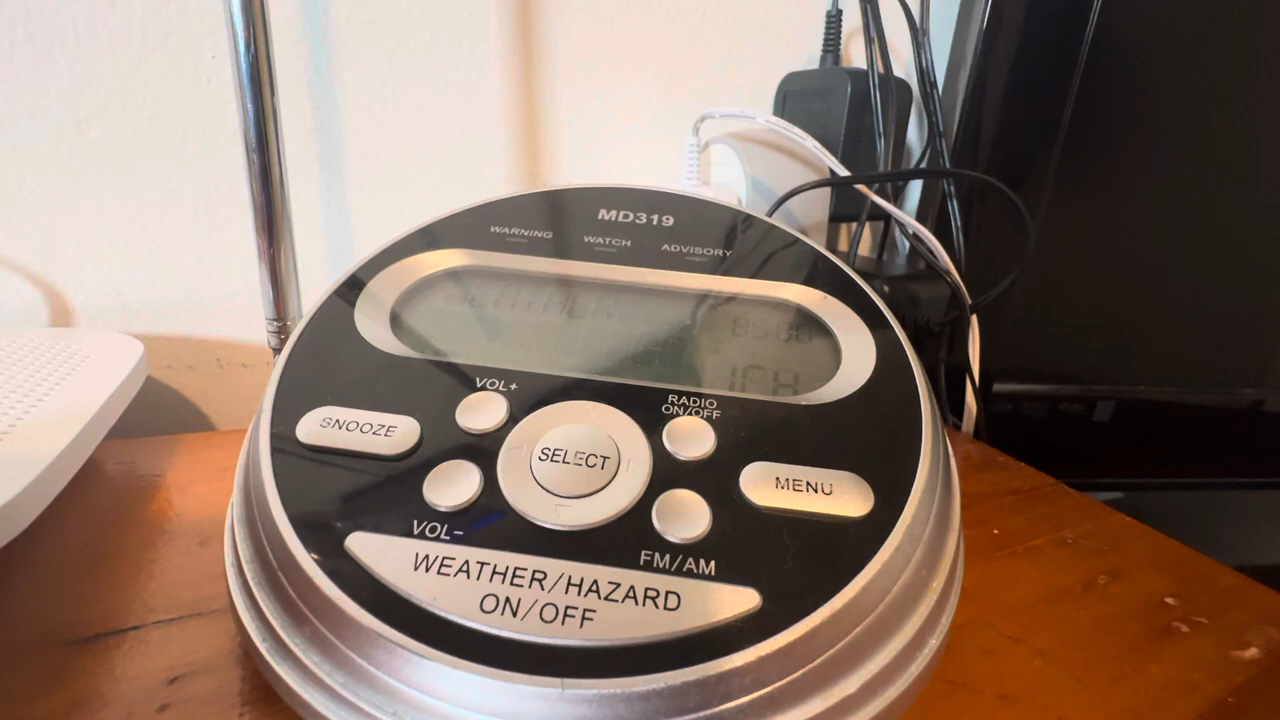 MD319
WARNING WATCH ADVISORY
VOL+
RADIO
ON/OFF
SNOOZE
SELECT
MENU
VOL-
FM/AM
WEATHER/HAZARD
ON/OFF